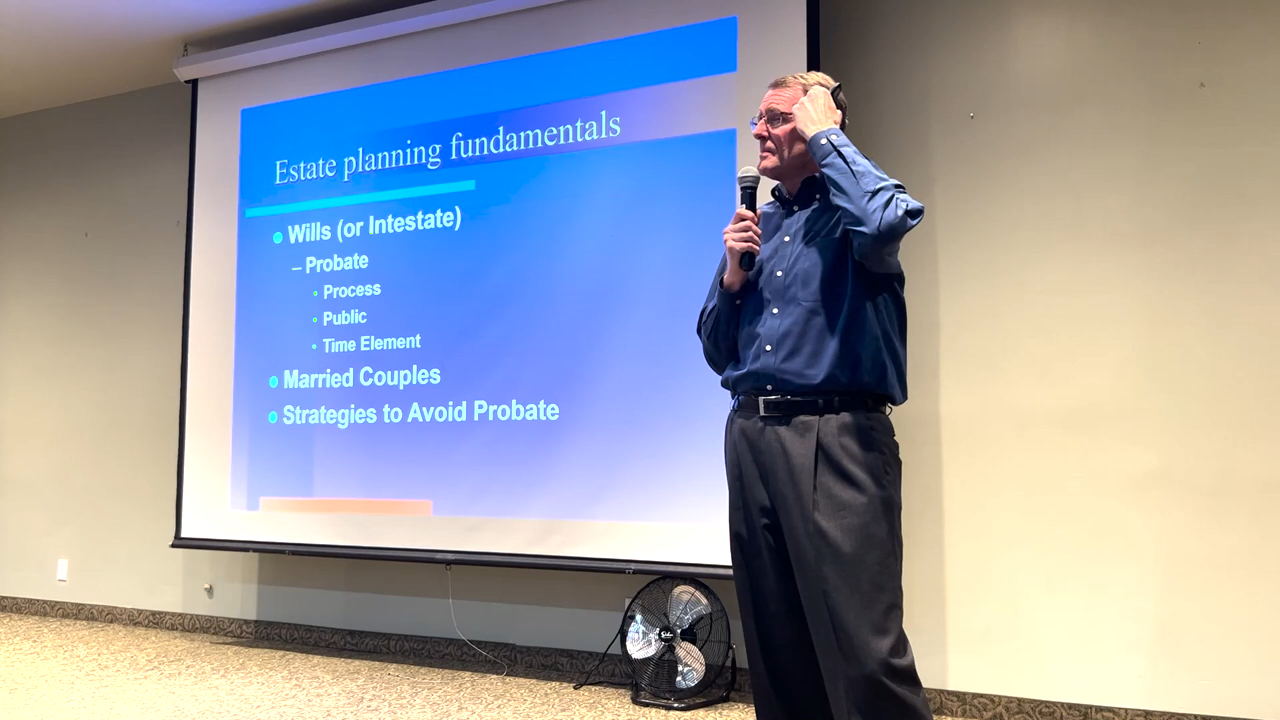 Estate planning fundamentals
Wills (or Intestate)
– Probate
Process
Public
Time Element
Married Couples
Strategies to Avoid Probate